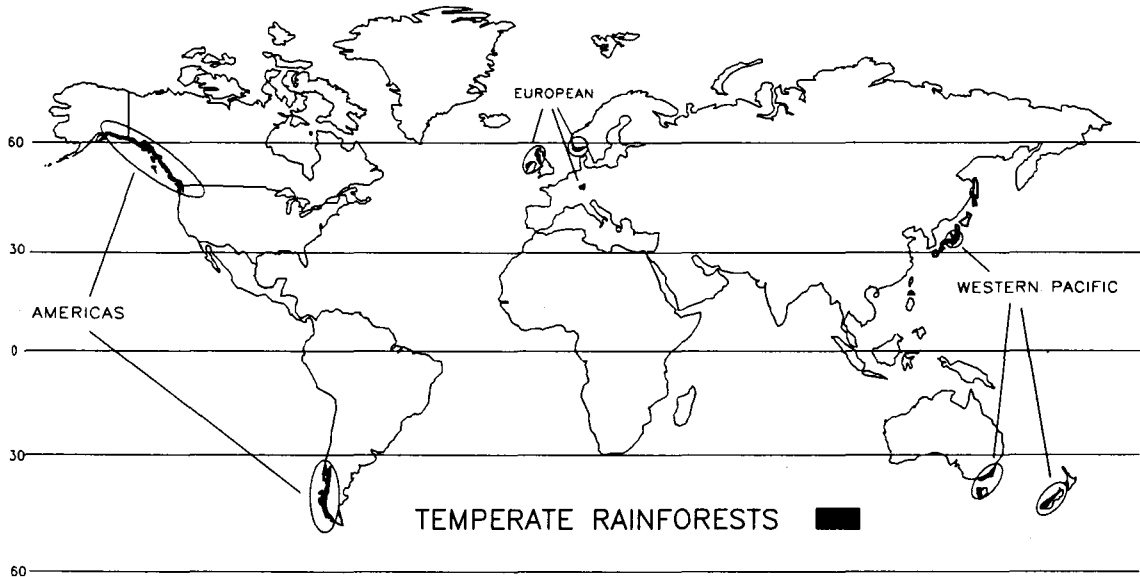 EUROPEAN
60
30
WESTERN PACIFIC
AMERICAS
0
30
TEMPERATE RAINFORESTS
60